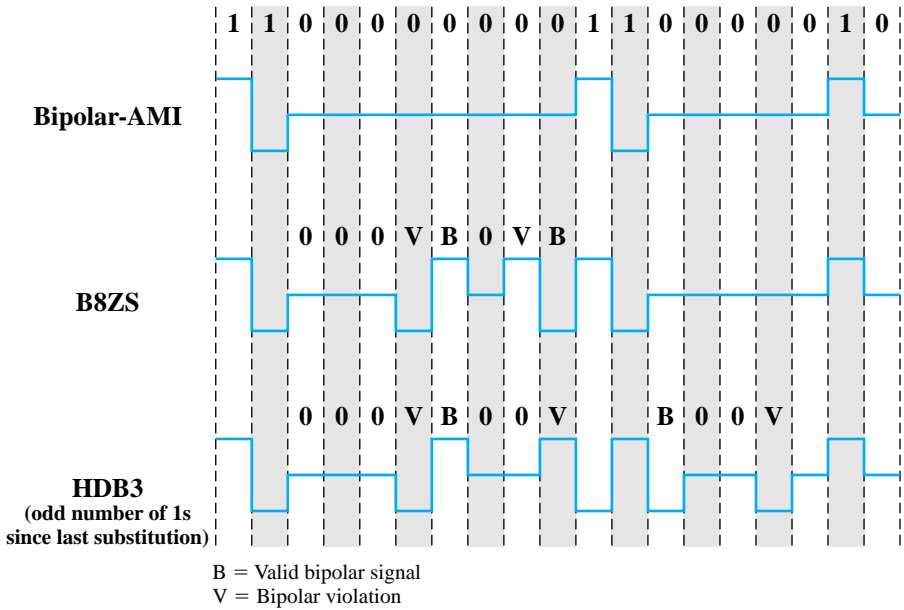 1 1 0 0 0 0 0 0 0 0 1 1 0 0 0 0 0 1 0
Bipolar-AMI
0 0 0 V B 0 V B
B8ZS
0 0 0 V B 0 0 V B 0 0 V
HDB3
(odd number of 1s
since last substitution)
B = Valid bipolar signal
V = Bipolar violation